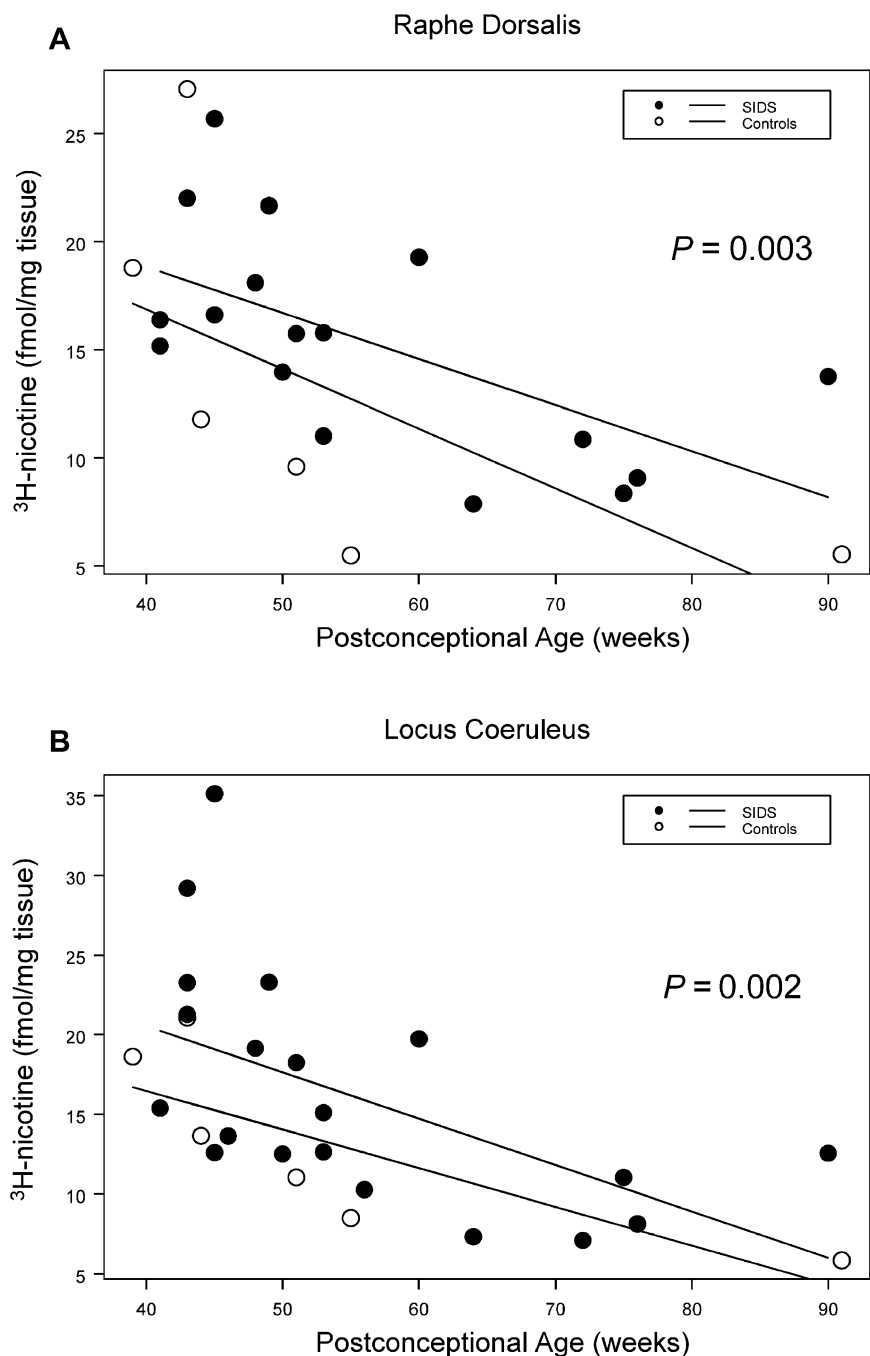 A
Raphe Dorsalis
SIDS
Controls
P = 0.003
³H-nicotine (fmol/mg tissue)
25
20
15
10
5
40 50 60 70 80 90
Postconceptional Age (weeks)
B
Locus Coeruleus
SIDS
Controls
P = 0.002
³H-nicotine (fmol/mg tissue)
35
30
25
20
15
10
5
40 50 60 70 80 90
Postconceptional Age (weeks)